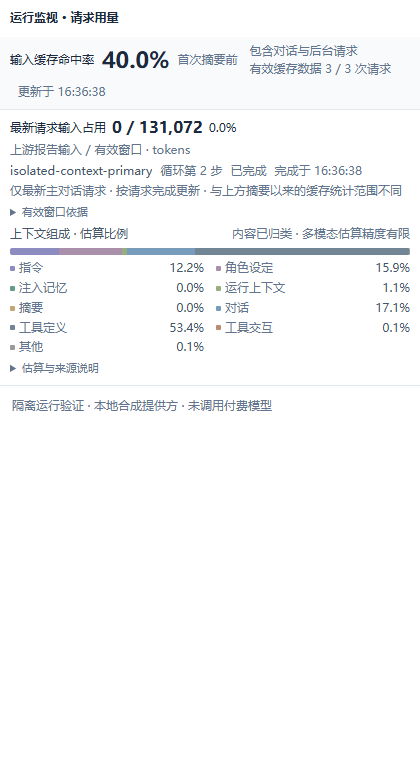 运行监视·请求用量
输入缓存命中率 40.0% 首次摘要前 包含对话与后台请求
有效缓存数据 3 / 3 次请求
更新于 16:36:38
最新请求输入占用 0 / 131,072 0.0%
上游报告输入 / 有效窗口 · tokens
isolated-context-primary 循环第 2 步 已完成 完成于 16:36:38
仅最新主对话请求 · 按请求完成更新 · 与上方摘要以来的缓存统计范围不同
▶ 有效窗口依据
上下文组成 · 估算比例 内容已归类 · 多模态估算精度有限
指令 12.2% 角色设定 15.9%
注入记忆 0.0% 运行上下文 1.1%
摘要 0.0% 对话 17.1%
工具定义 53.4% 工具交互 0.1%
其他 0.1%
▶ 估算与来源说明
隔离运行验证 · 本地合成提供方 · 未调用付费模型